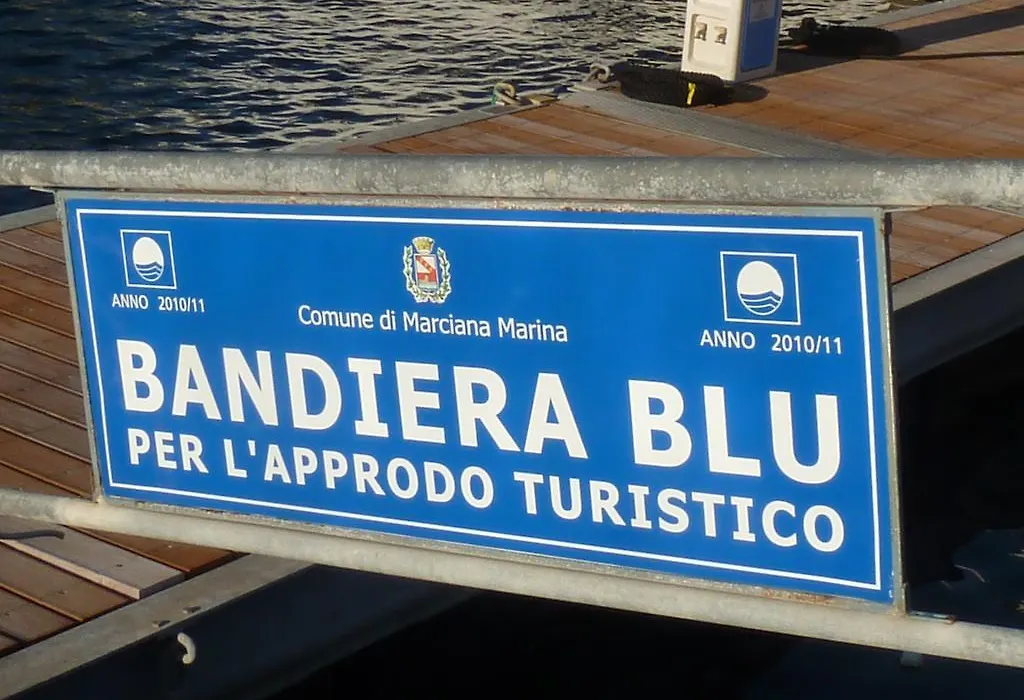 ANNO 2010/11
Comune di Marciana Marina
ANNO 2010/11
BANDIERA BLU
PER L'APPRODO TURISTICO